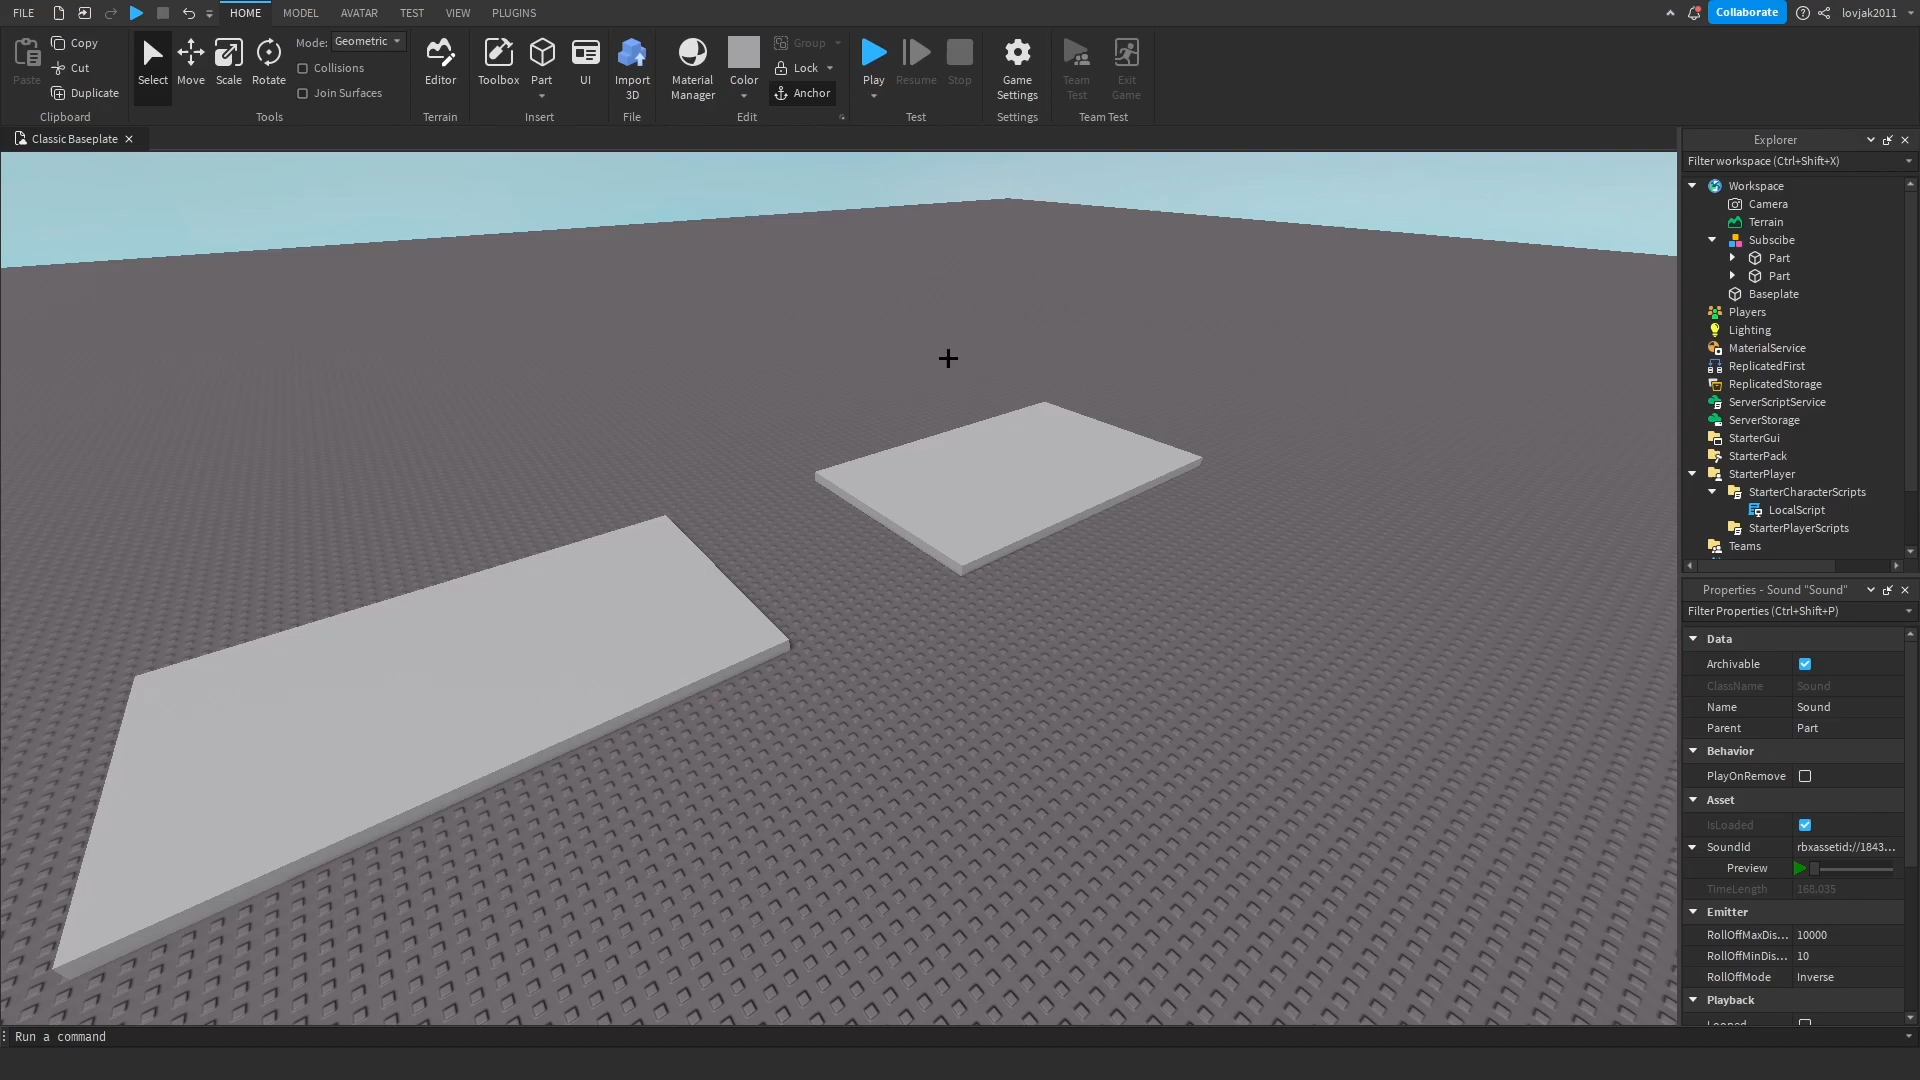 FILE
HOME
MODEL
AVATAR
TEST
VIEW
PLUGINS
Collaborate
lovjak2011
Paste
Copy
Cut
Duplicate
Clipboard
Select
Move
Scale
Rotate
Mode: Geometric
Collisions
Join Surfaces
Tools
Editor
Terrain
Toolbox
Part
UI
Insert
Import
3D
File
Material
Manager
Color
Group
Lock
Anchor
Edit
Play
Resume
Stop
Test
Game
Settings
Settings
Team
Test
Exit
Game
Team Test
Classic Baseplate
Explorer
Filter workspace (Ctrl+Shift+X)
Workspace
Camera
Terrain
Subscibe
Part
Part
Baseplate
Players
Lighting
MaterialService
ReplicatedFirst
ReplicatedStorage
ServerScriptService
ServerStorage
StarterGui
StarterPack
StarterPlayer
StarterCharacterScripts
LocalScript
StarterPlayerScripts
Teams
Properties - Sound "Sound"
Filter Properties (Ctrl+Shift+P)
Data
Archivable
ClassName Sound
Name Sound
Parent Part
Behavior
PlayOnRemove
Asset
IsLoaded
SoundId rbxassetid://1843...
Preview
TimeLength 168.035
Emitter
RollOffMaxDis... 10000
RollOffMinDis... 10
RollOffMode Inverse
Playback
Looped
Run a command